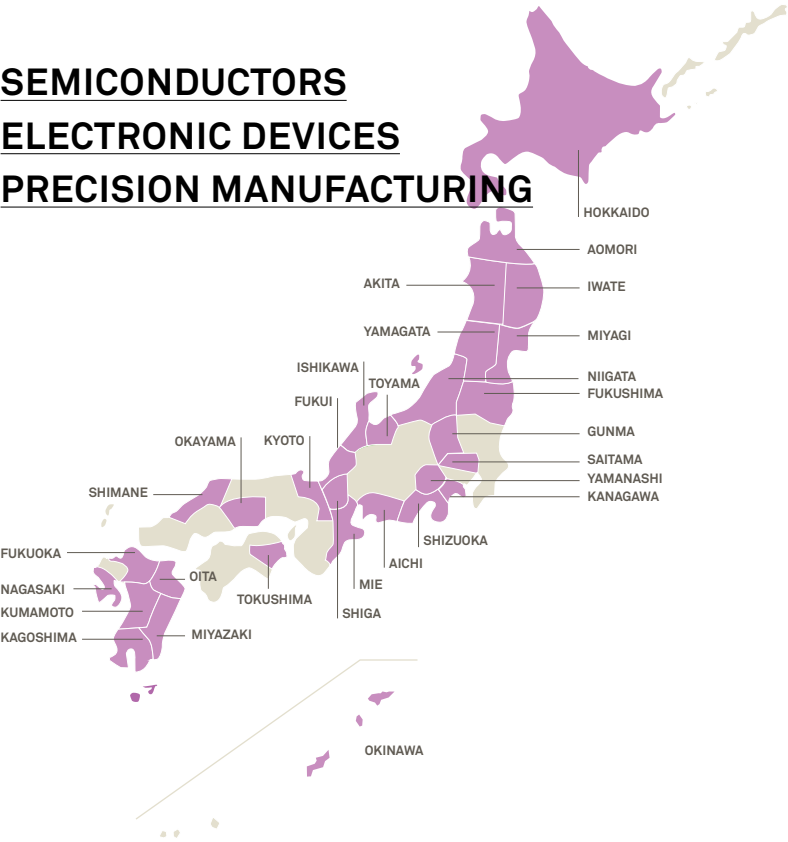 SEMICONDUCTORS
ELECTRONIC DEVICES
PRECISION MANUFACTURING
HOKKAIDO
AOMORI
AKITA
IWATE
YAMAGATA
MIYAGI
ISHIKAWA
TOYAMA
NIIGATA
FUKUSHIMA
FUKUI
GUNMA
OKAYAMA
KYOTO
SAITAMA
YAMANASHI
SHIMANE
KANAGAWA
SHIZUOKA
FUKUOKA
AICHI
OITA
MIE
NAGASAKI
TOKUSHIMA
KUMAMOTO
SHIGA
KAGOSHIMA
MIYAZAKI
OKINAWA